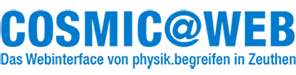 COSMIC@WEB
Das Webinterface von physik.begreifen in Zeuthen